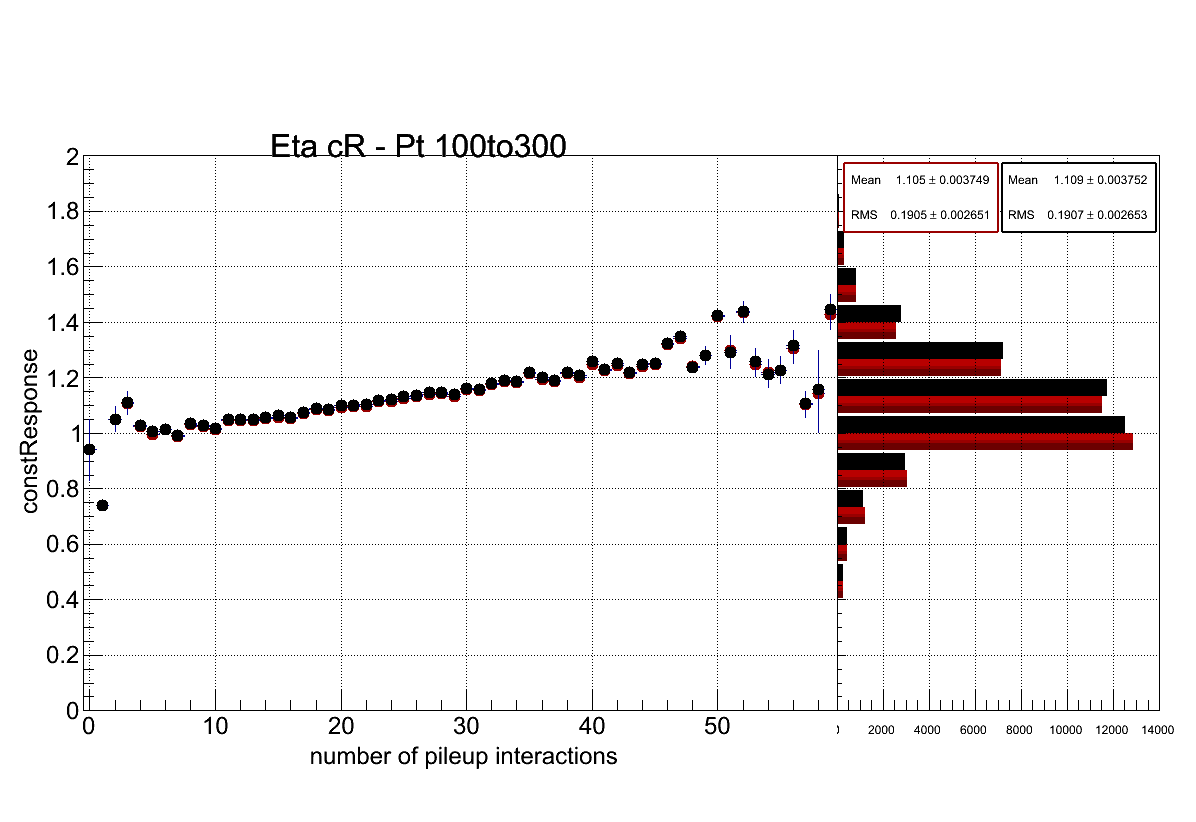 Eta cR - Pt 100to300
constResponse
2
1.8
1.6
1.4
1.2
1
0.8
0.6
0.4
0.2
0
0 10 20 30 40 50
number of pileup interactions
Mean 1.105 ± 0.003749
RMS 0.1905 ± 0.002651
Mean 1.109 ± 0.003752
RMS 0.1907 ± 0.002653
2000 4000 6000 8000 10000 12000 14000